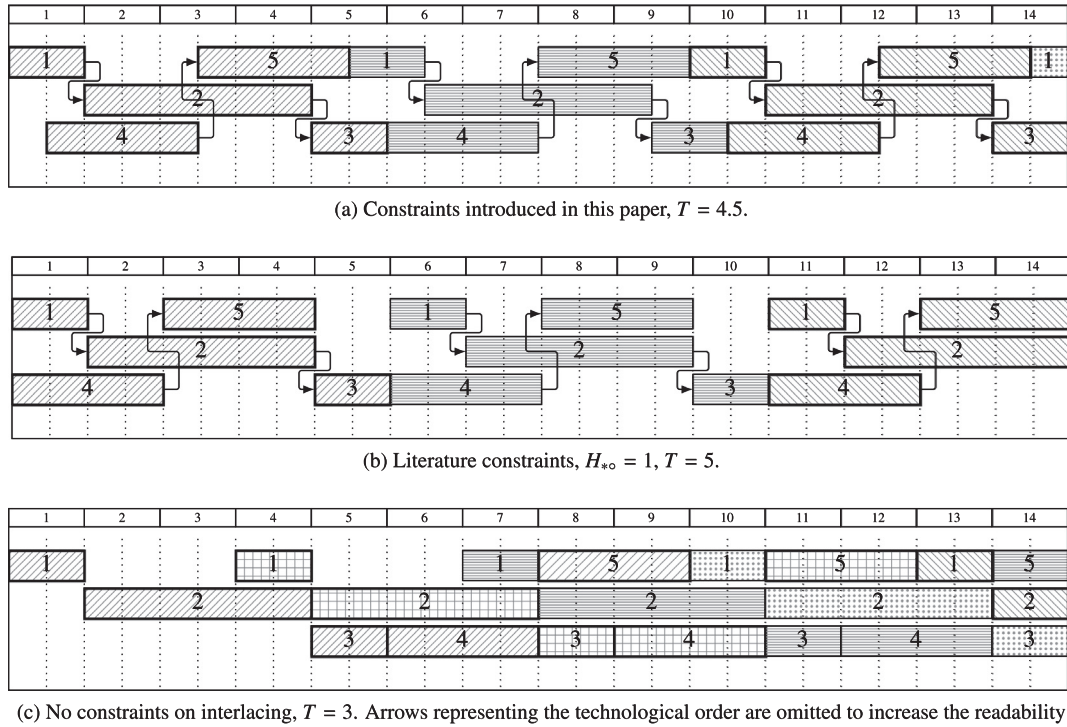 1 2 3 4 5 6 7 8 9 10 11 12 13 14
1 5 1 5 1 5 1
2 2 2
4 3 4 3 4 3
(a) Constraints introduced in this paper, T = 4.5.
1 2 3 4 5 6 7 8 9 10 11 12 13 14
1 5 1 5 1 5
2 2 2
4 3 4 3 4
(b) Literature constraints, H∗∘ = 1, T = 5.
1 2 3 4 5 6 7 8 9 10 11 12 13 14
1 1 1 5 1 5 1 5
2 2 2 2 2
3 4 3 4 3 4 3
(c) No constraints on interlacing, T = 3. Arrows representing the technological order are omitted to increase the readability